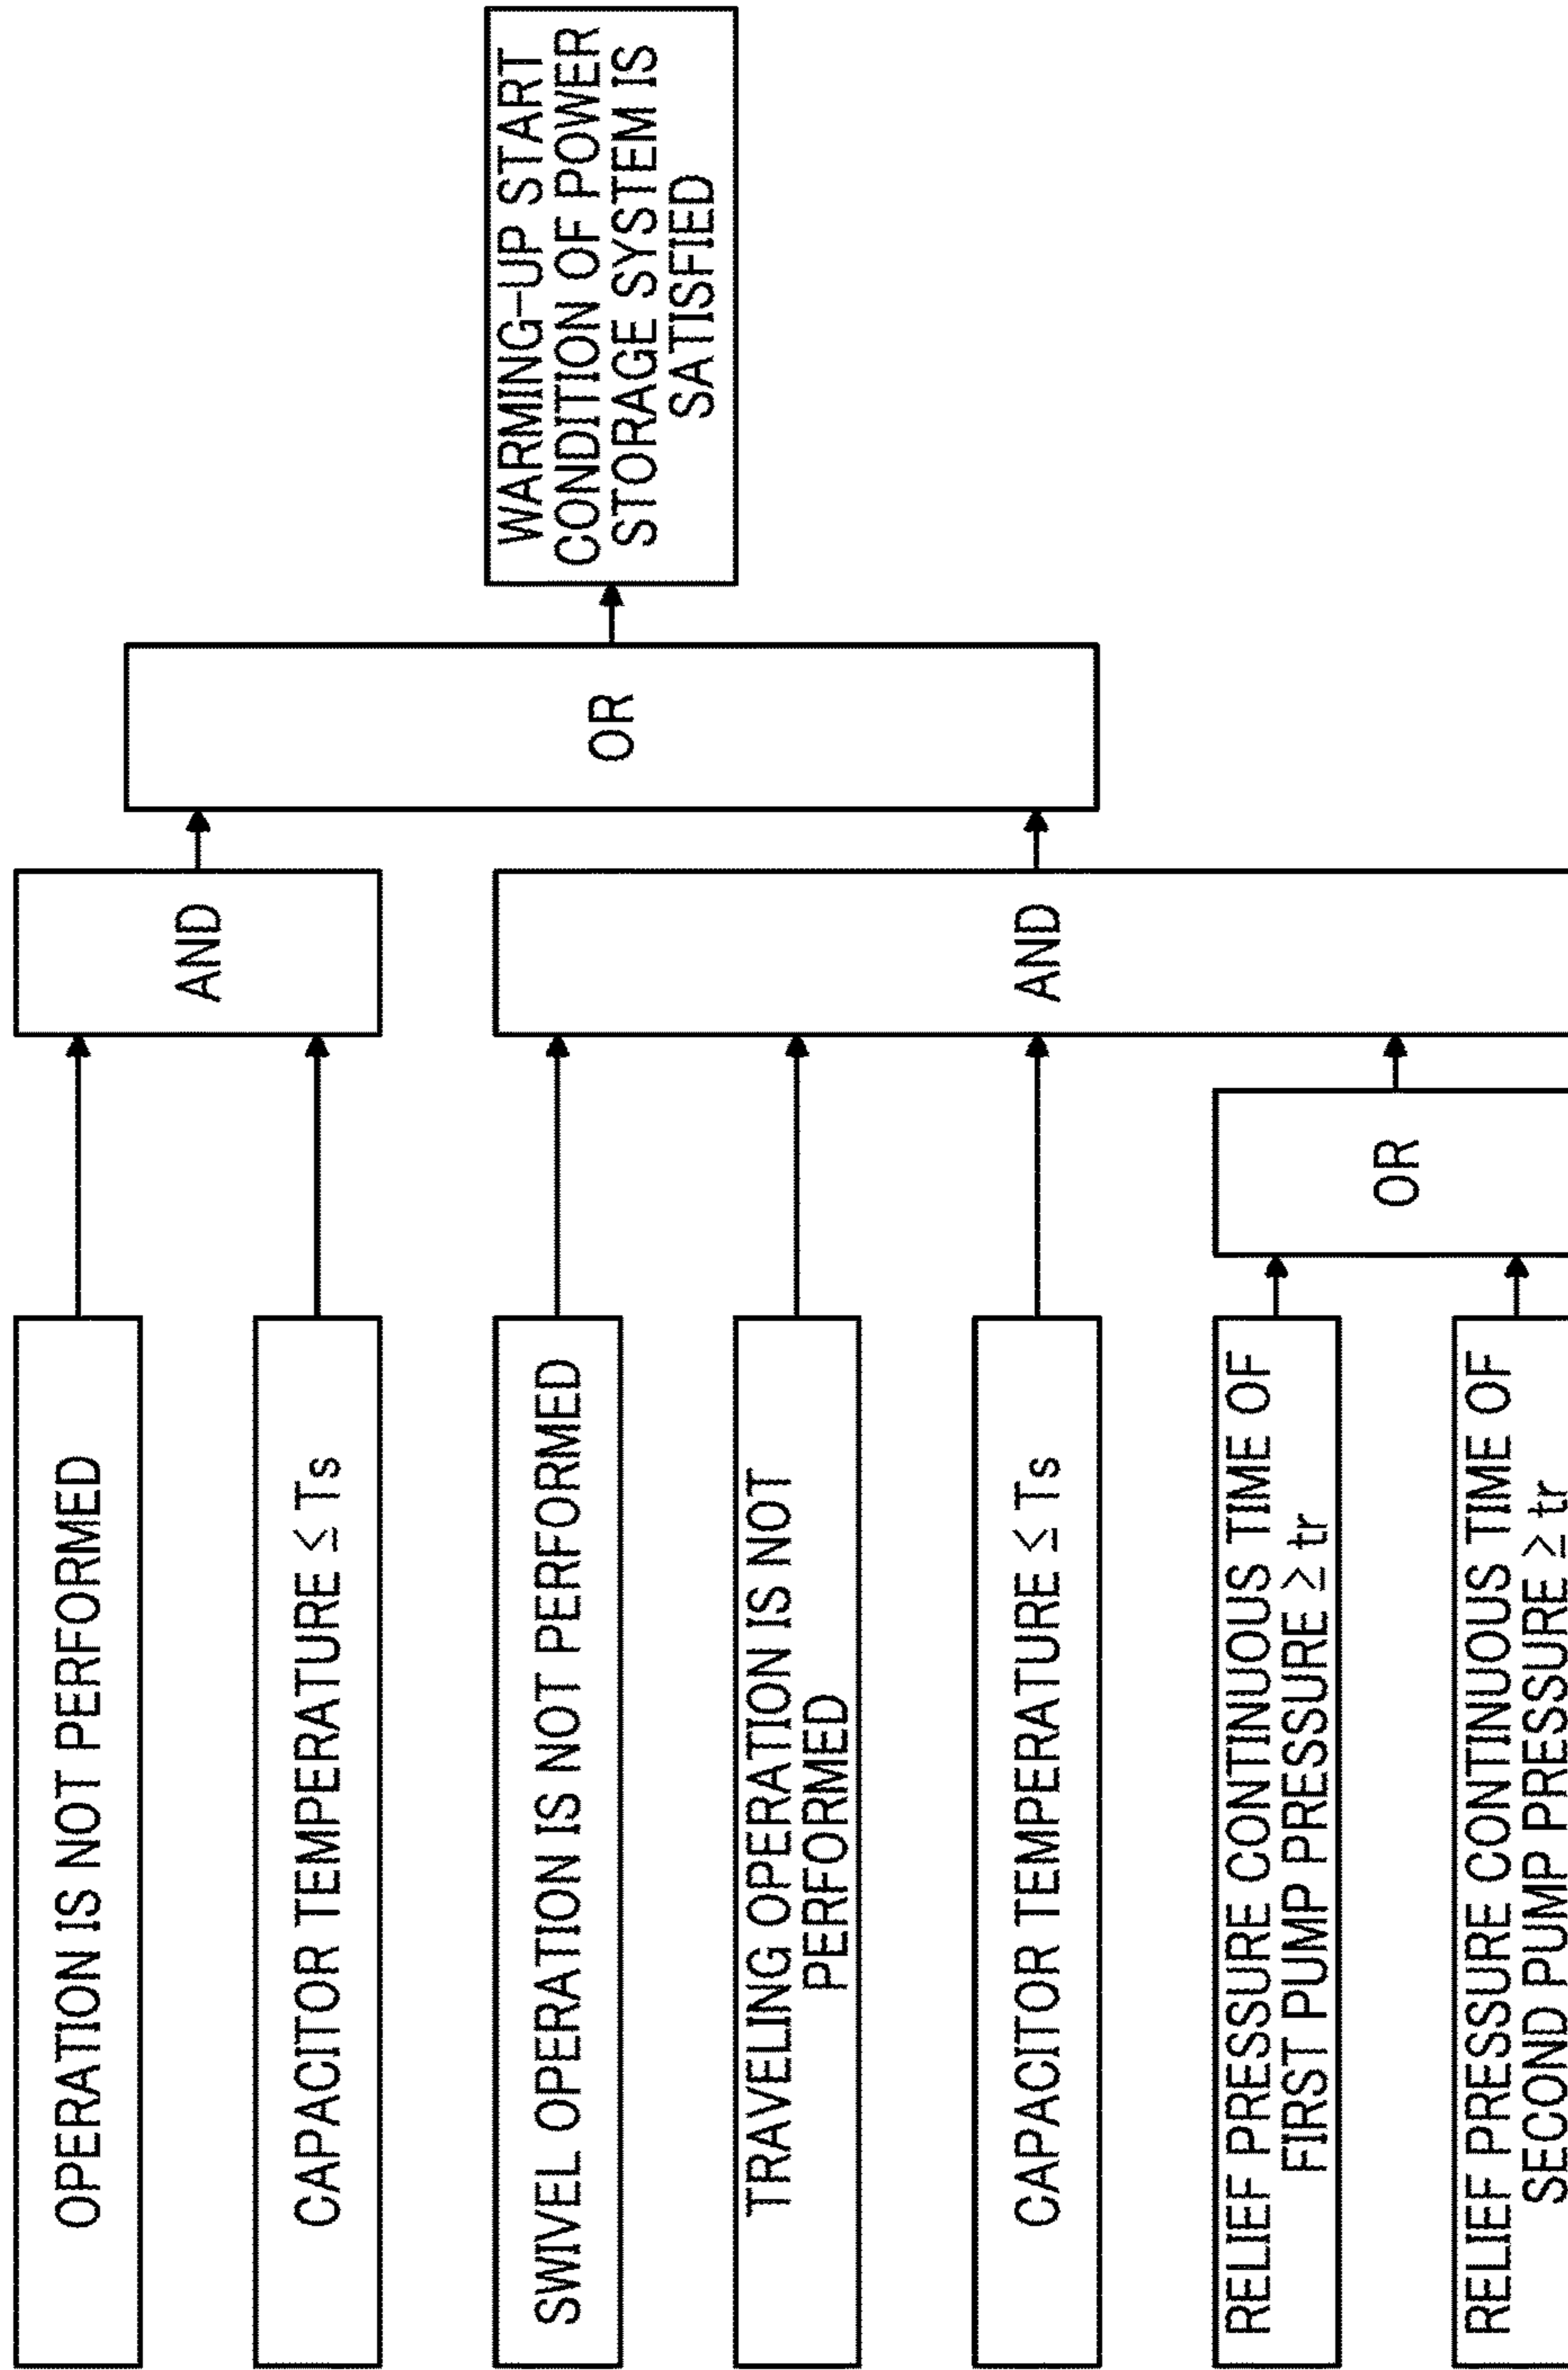 OPERATION IS NOT PERFORMED
CAPACITOR TEMPERATURE ≤ Ts
AND
SWIVEL OPERATION IS NOT PERFORMED
TRAVELING OPERATION IS NOT
PERFORMED
CAPACITOR TEMPERATURE ≤ Ts
RELIEF PRESSURE CONTINUOUS TIME OF
FIRST PUMP PRESSURE ≥ tr
RELIEF PRESSURE CONTINUOUS TIME OF
SECOND PUMP PRESSURE ≥ tr
OR
AND
OR
WARMING-UP START
CONDITION OF POWER
STORAGE SYSTEM IS
SATISFIED